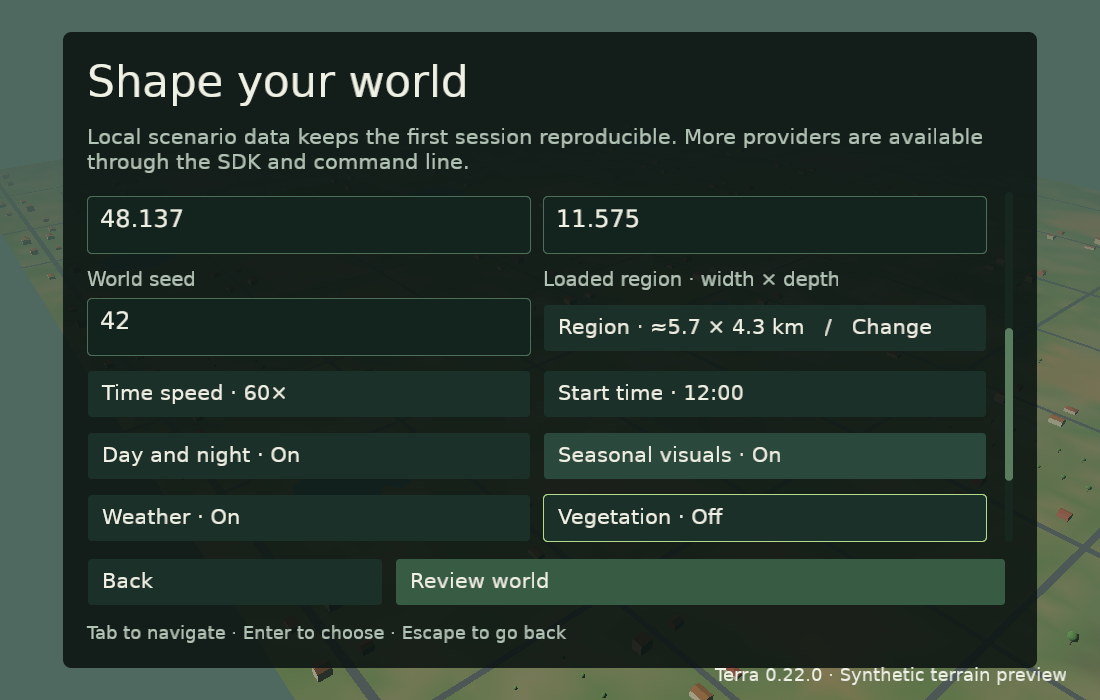 Shape your world
Local scenario data keeps the first session reproducible. More providers are available
through the SDK and command line.
48.137
11.575
World seed
Loaded region · width × depth
42
Region · ≈5.7 × 4.3 km / Change
Time speed · 60×
Start time · 12:00
Day and night · On
Seasonal visuals · On
Weather · On
Vegetation · Off
Back
Review world
Tab to navigate · Enter to choose · Escape to go back
Terra 0.22.0 · Synthetic terrain preview